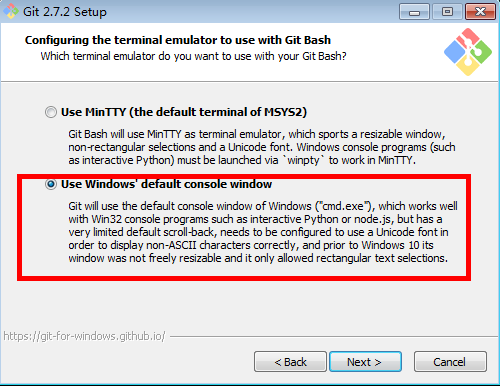 Git 2.7.2 Setup
Configuring the terminal emulator to use with Git Bash
Which terminal emulator do you want to use with your Git Bash?
Use MinTTY (the default terminal of MSYS2)
Git Bash will use MinTTY as terminal emulator, which sports a resizable window,
non-rectangular selections and a Unicode font. Windows console programs (such
as interactive Python) must be launched via `winpty` to work in MinTTY.
Use Windows' default console window
Git will use the default console window of Windows ("cmd.exe"), which works well
with Win32 console programs such as interactive Python or node.js, but has a
very limited default scroll-back, needs to be configured to use a Unicode font in
order to display non-ASCII characters correctly, and prior to Windows 10 its
window was not freely resizable and it only allowed rectangular text selections.
https://git-for-windows.github.io/
< Back
Next >
Cancel